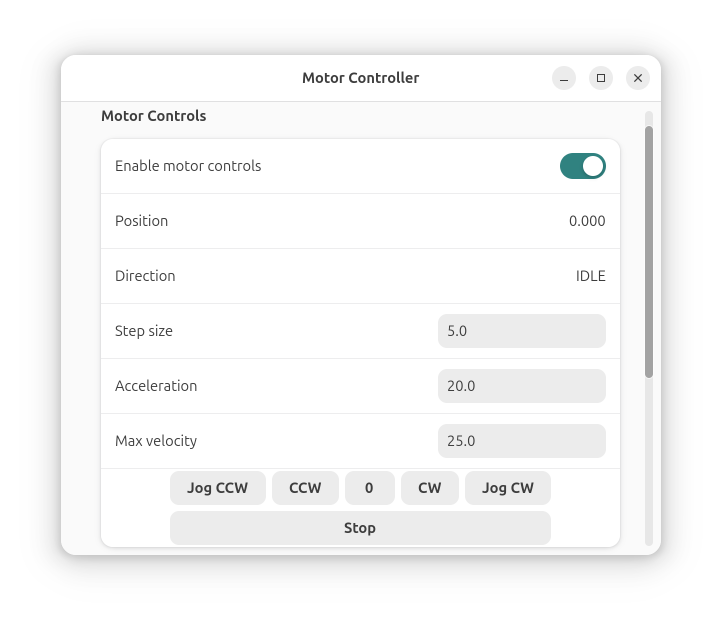 Motor Controller
Motor Controls
Enable motor controls
Position 0.000
Direction IDLE
Step size 5.0
Acceleration 20.0
Max velocity 25.0
Jog CCW CCW 0 CW Jog CW
Stop